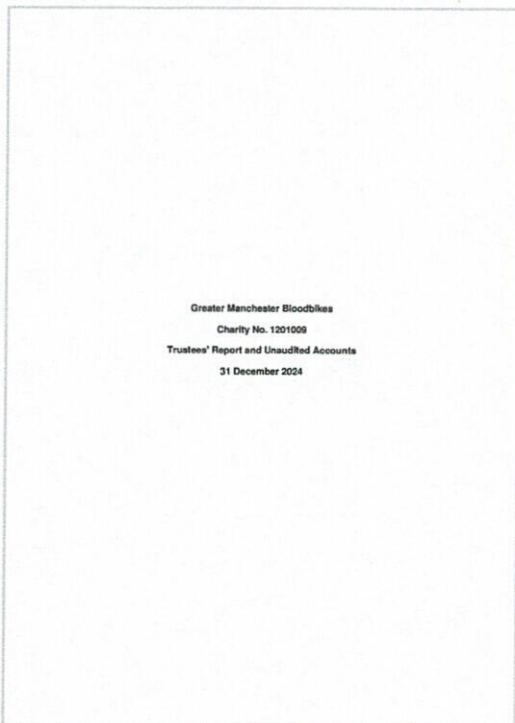 Greater Manchester Bloodbikes
Charity No. 1201009
Trustees' Report and Unaudited Accounts
31 December 2024